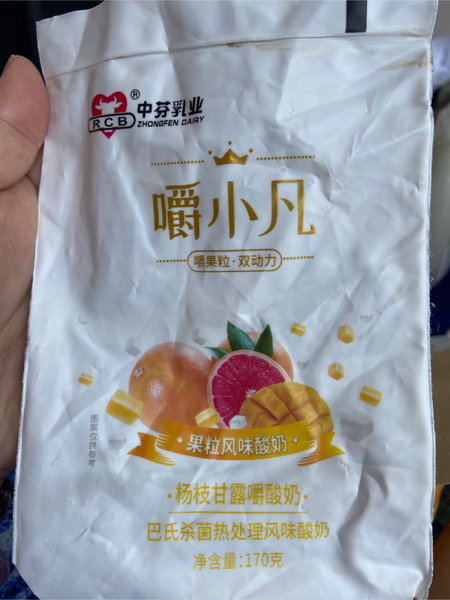 RCB
®
中芬乳业
®
ZHONGFEN DAIRY
嚼小凡
嚼果粒·双动力
图案仅供参考
果粒风味酸奶
·杨枝甘露嚼酸奶·
巴氏杀菌热处理风味酸奶
净含量:170克